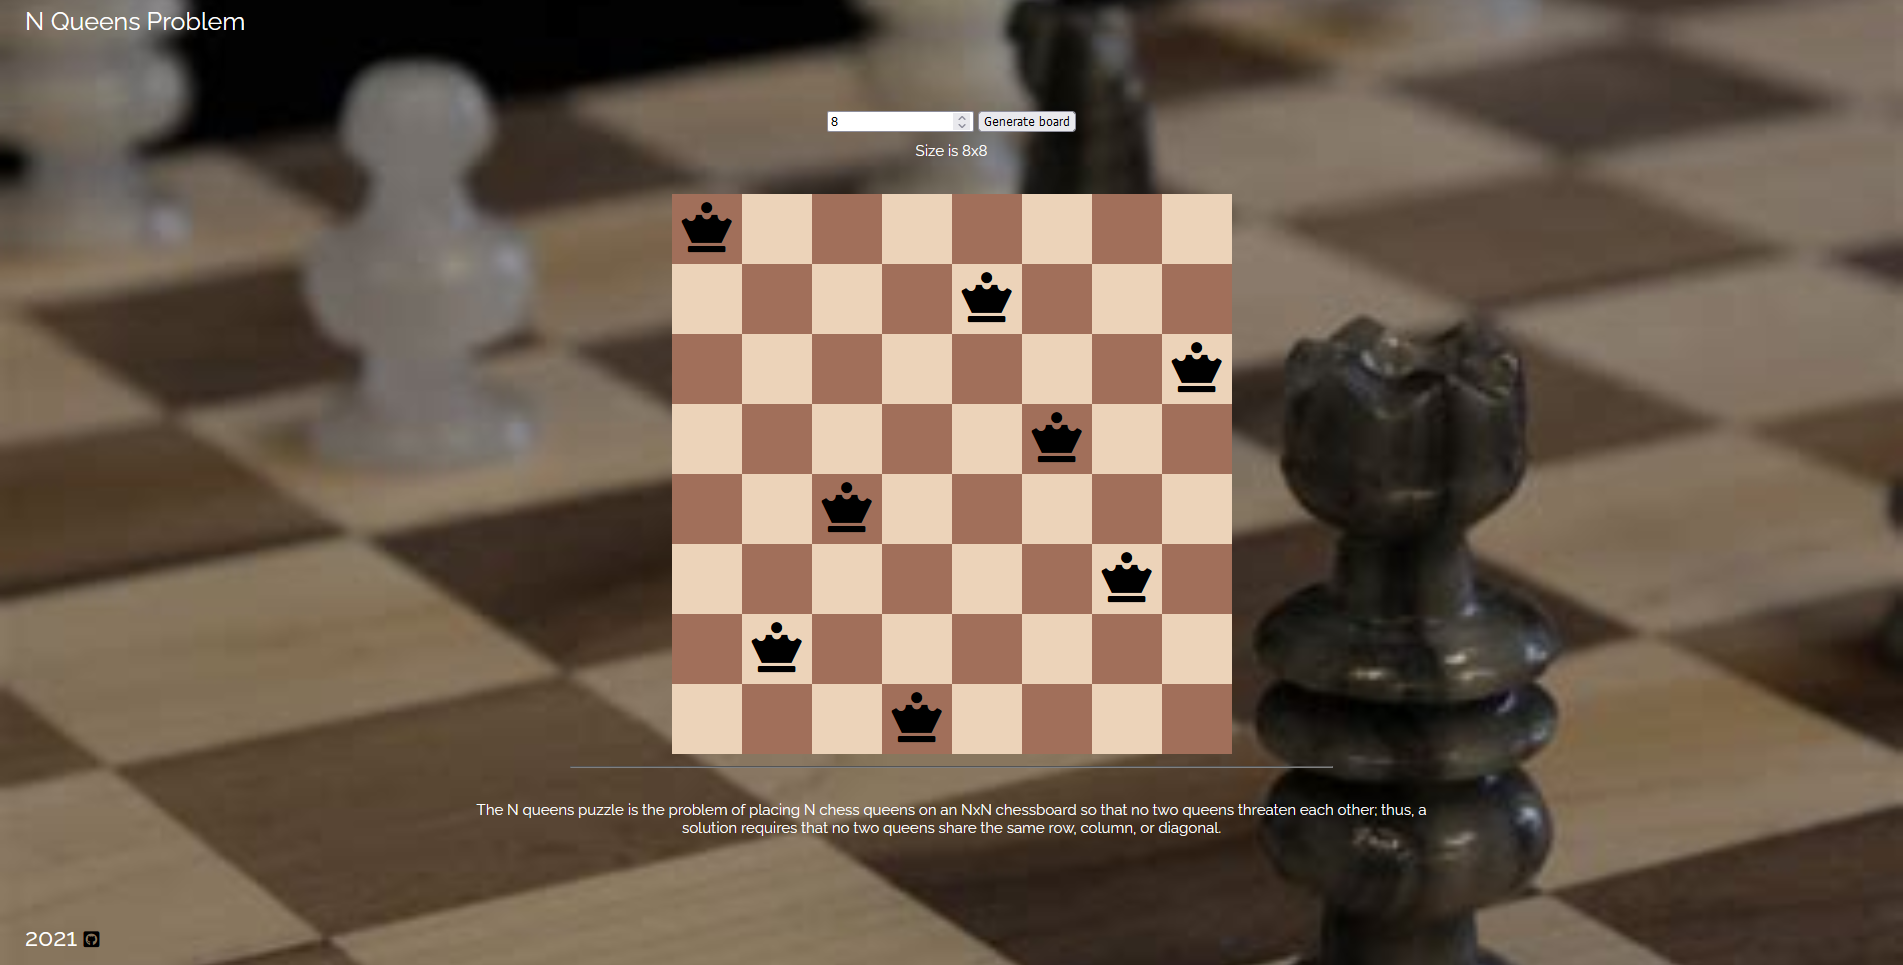 N Queens Problem
8
Generate board
Size is 8x8
The N queens puzzle is the problem of placing N chess queens on an NxN chessboard so that no two queens threaten each other; thus, a
solution requires that no two queens share the same row, column, or diagonal.
2021